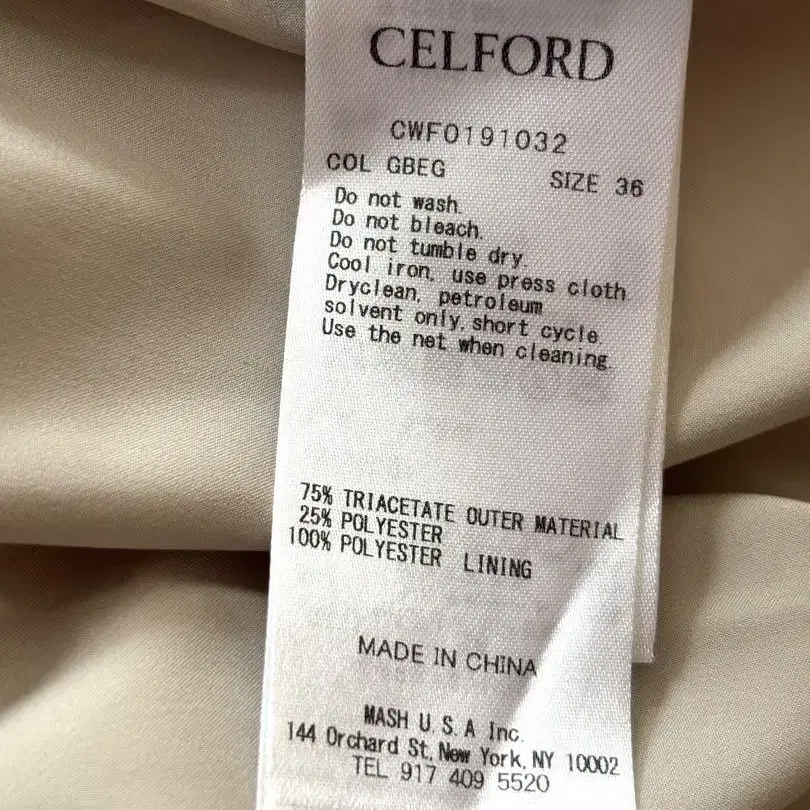 CELFORD
CWFO191032
COL GBEG SIZE 36
Do not wash.
Do not bleach.
Do not tumble dry.
Cool iron, use press cloth
Dryclean, petroleum
solvent only, short cycle.
Use the net when cleaning.
75% TRIACETATE OUTER MATERIAL
25% POLYESTER
100% POLYESTER LINING
MADE IN CHINA
MASH U.S.A Inc.
144 Orchard St, New York, NY 10002
TEL 917 409 5520